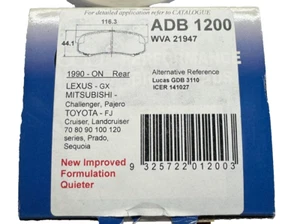 For detail application refer to CATALOGUE
116.3
44.1
ADB 1200
WVA 21947
1990 - ON Rear
LEXUS - GX
MITSUBISHI -
Challenger, Pajero
TOYOTA - FJ
Cruiser, Landcruiser
70 80 90 100 120
series, Prado,
Sequoia
Alternative Reference
Lucas GDB 3110
ICER 141027
New Improved
Formulation
Quieter
9 325722 012003